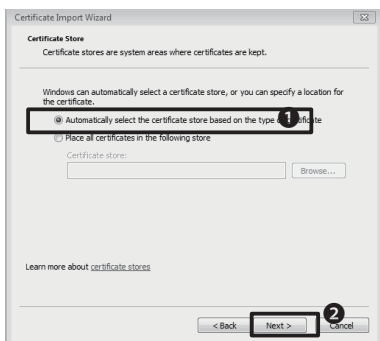 Certificate Import Wizard
Certificate Store
Certificate stores are system areas where certificates are kept.
Windows can automatically select a certificate store, or you can specify a location for
the certificate.
Automatically select the certificate store based on the type
1
Place all certificates in the following store
Certificate store:
Browse...
Learn more about certificate stores
2
< Back
Next >
Cancel